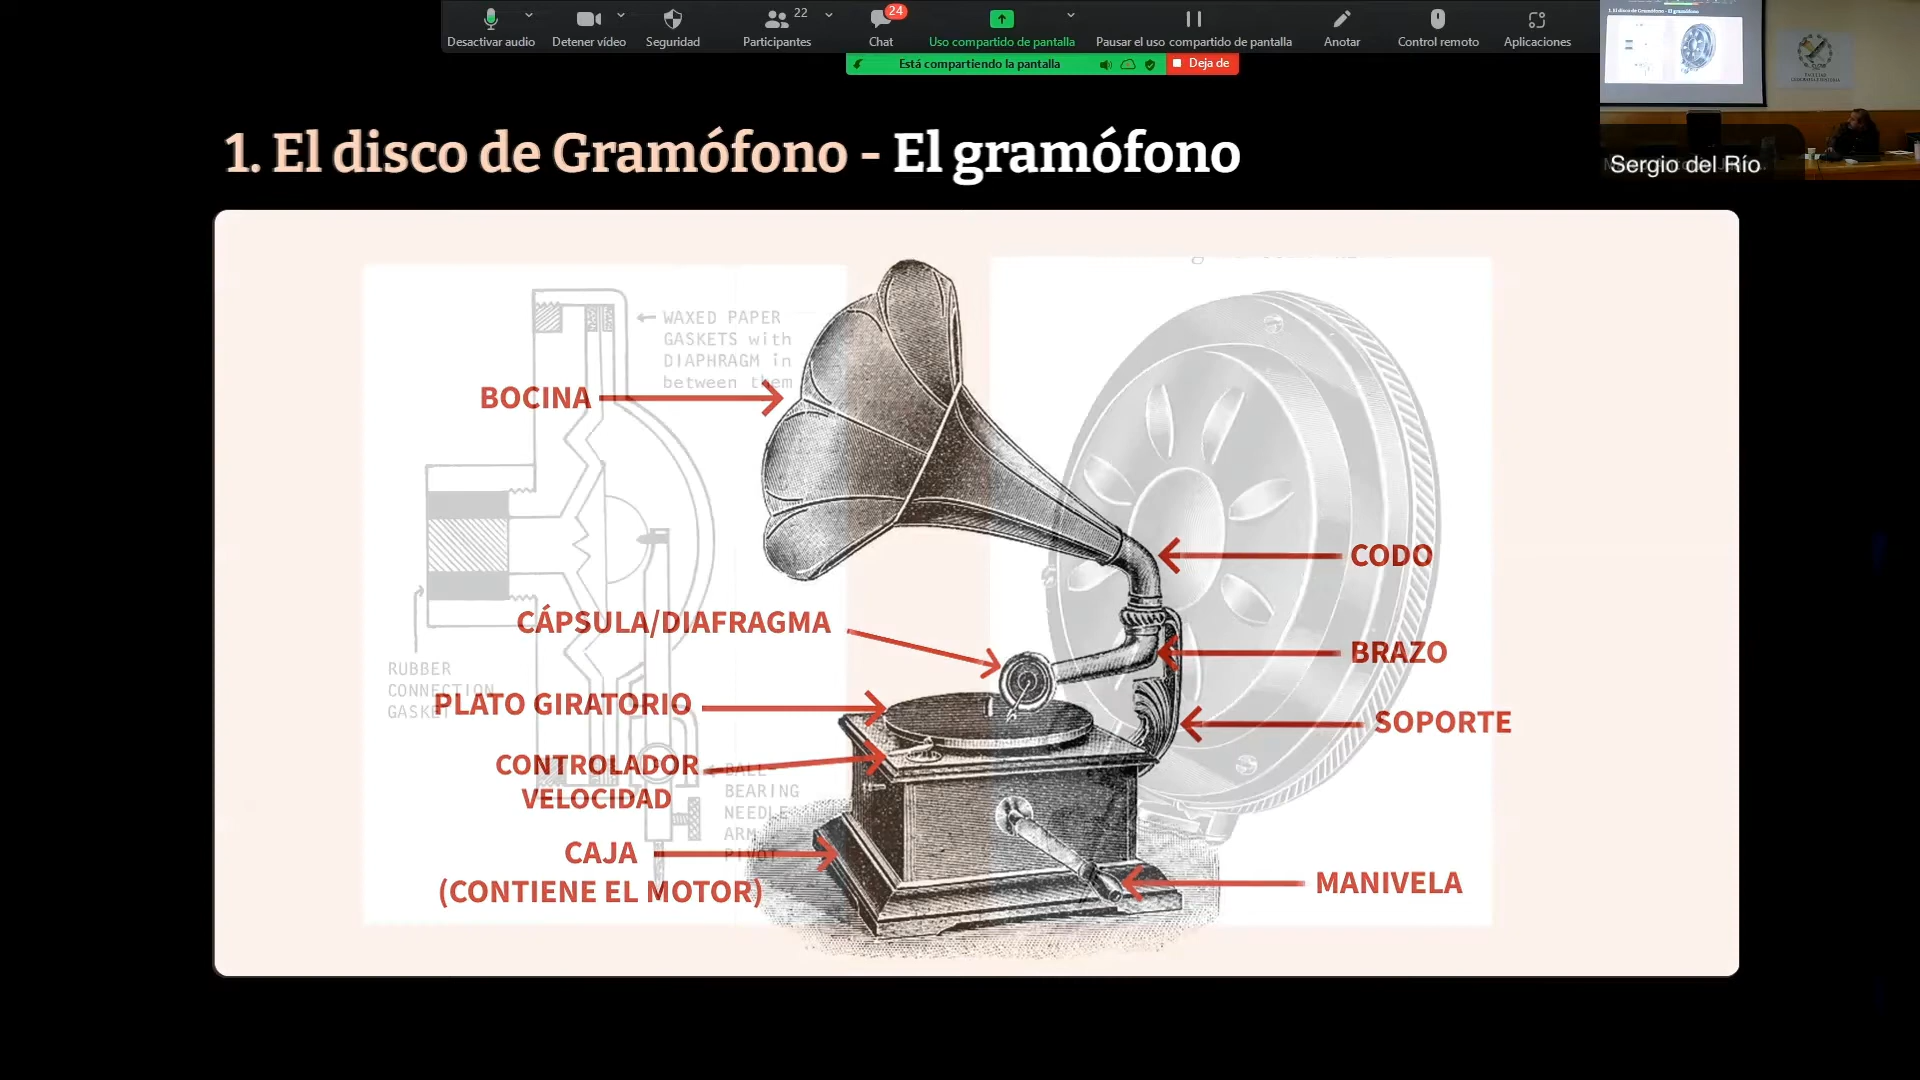 22
24
Desactivar audio
Detener vídeo
Seguridad
Participantes
Chat
Uso compartido de pantalla
Pausar el uso compartido de pantalla
Anotar
Control remoto
Aplicaciones
Está compartiendo la pantalla
Deja de
Sergio del Río
1. El disco de Gramófono - El gramófono
WAXED PAPER
GASKETS with
DIAPHRAGM in
between them
BOCINA
CODO
CÁPSULA/DIAFRAGMA
BRAZO
RUBBER
CONNECTION
GASKET
PLATO GIRATORIO
SOPORTE
CONTROLADOR
VELOCIDAD
BALL-
BEARING
NEEDLE
ARM
PIVOT
CAJA
(CONTIENE EL MOTOR)
MANIVELA